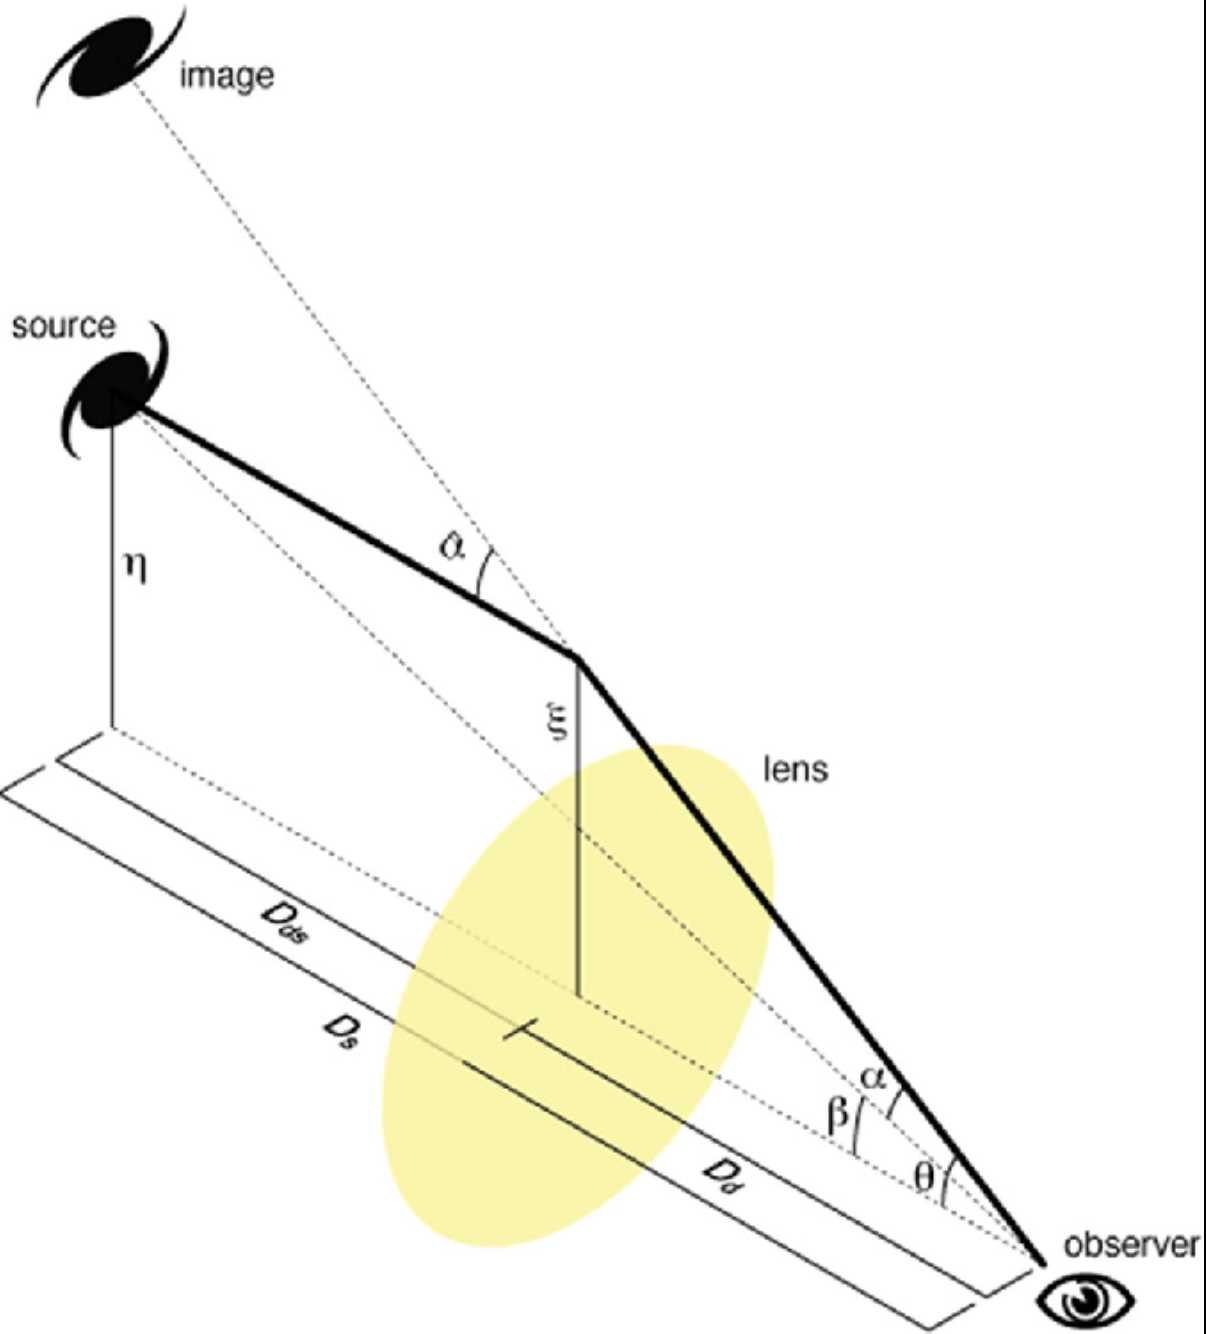 image
source
α̂
η
ξ
lens
Dds
Ds
α
β
θ
Dd
observer